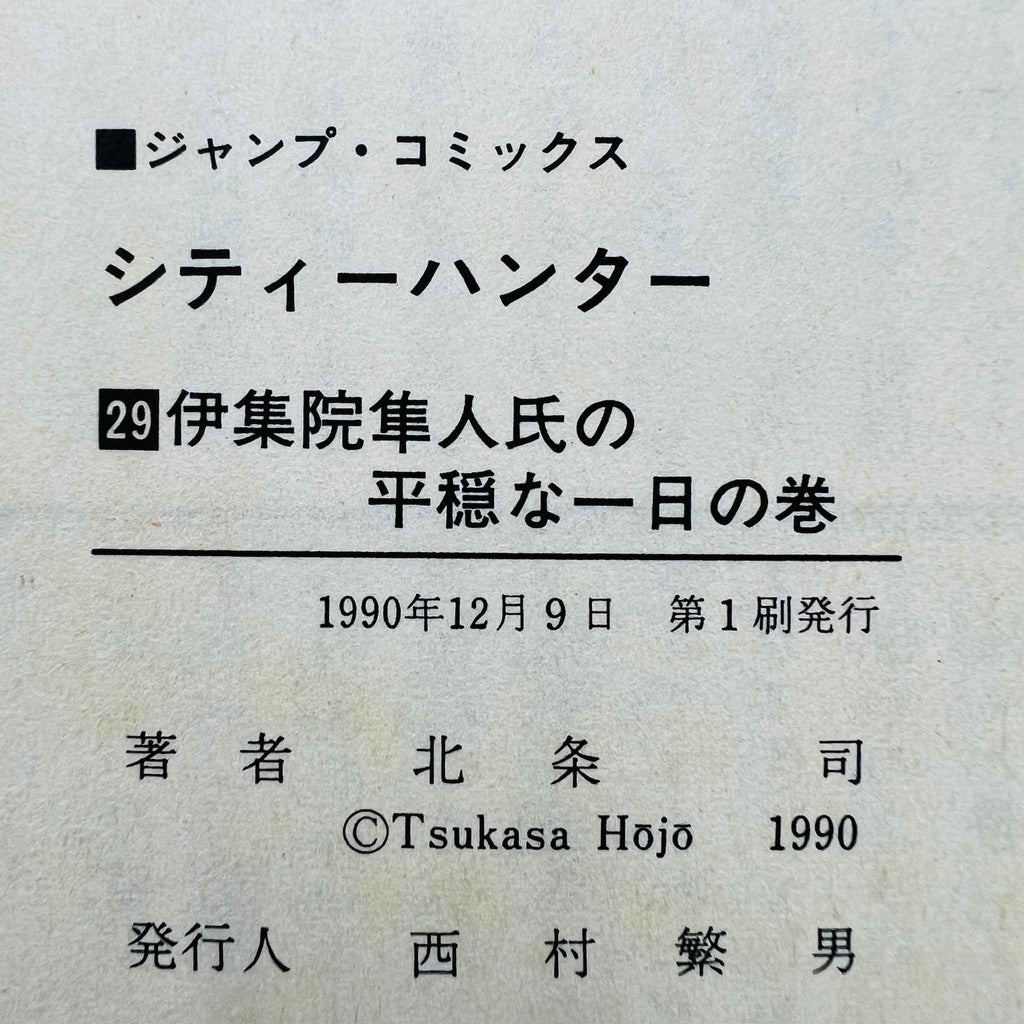 ■ジャンプ・コミックス
シティーハンター
29伊集院隼人氏の
平穏な一日の巻
1990年12月9日 第1刷発行
著者 北条司
©Tsukasa Hōjō 1990
発行人 西村繁男